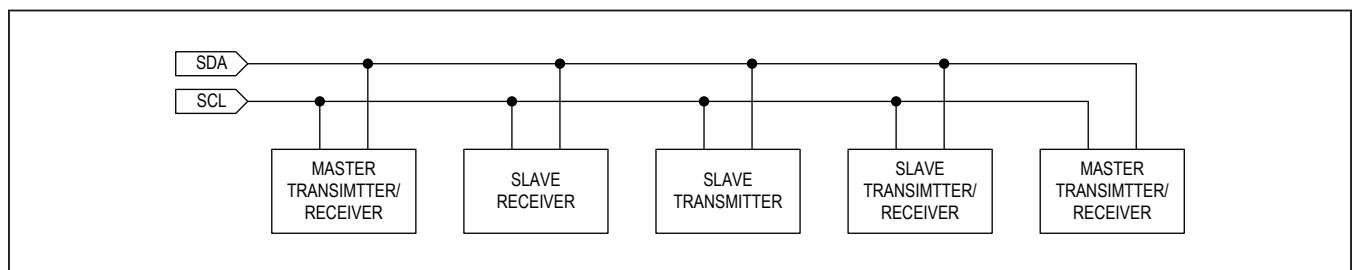 SDA
SCL
MASTER
TRANSIMTTER/
RECEIVER
SLAVE
RECEIVER
SLAVE
TRANSMITTER
SLAVE
TRANSIMTTER/
RECEIVER
MASTER
TRANSIMTTER/
RECEIVER